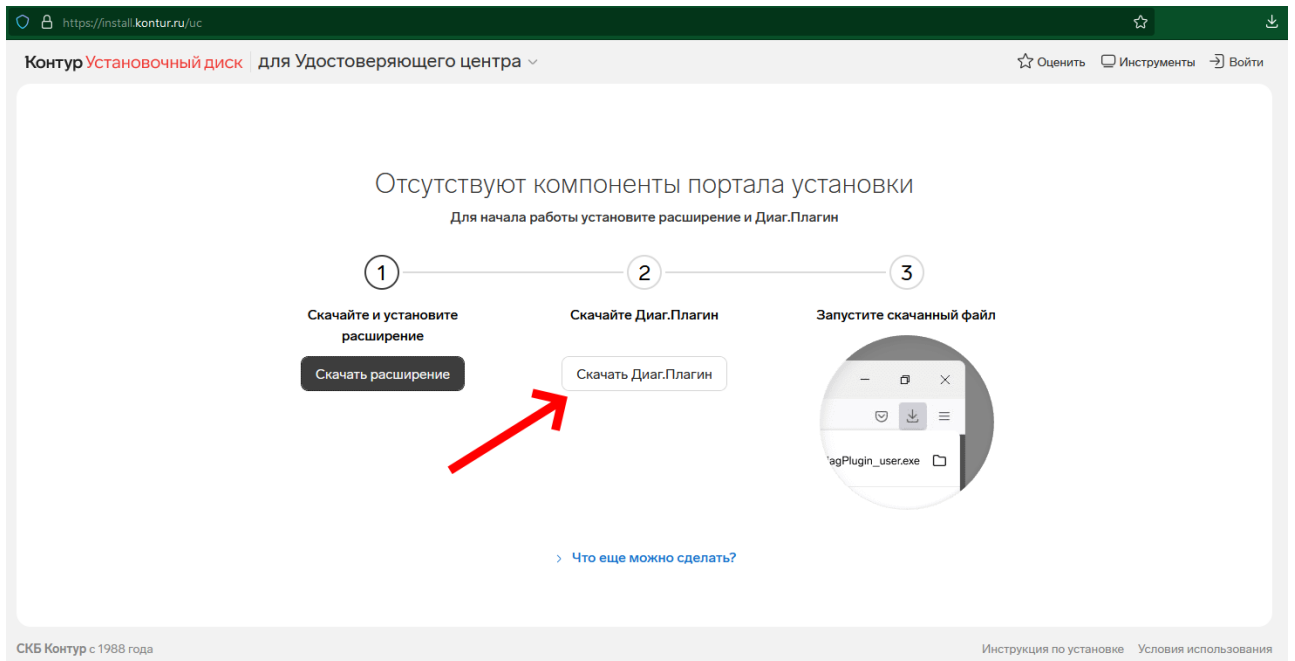 https://install.kontur.ru/uc
Контур Установочный диск для Удостоверяющего центра
Оценить Инструменты Войти
Отсутствуют компоненты портала установки
Для начала работы установите расширение и Диаг.Плагин
1 2 3
Скачайте и установите расширение
Скачать расширение
Скачайте Диаг.Плагин
Скачать Диаг.Плагин
Запустите скачанный файл
agPlugin_user.exe
Что еще можно сделать?
СКБ Контур с 1988 года
Инструкция по установке Условия использования